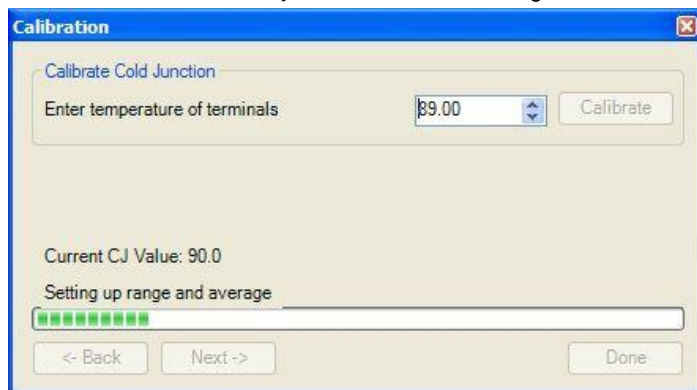 Calibration
Calibrate Cold Junction
Enter temperature of terminals 89.00 Calibrate
Current CJ Value: 90.0
Setting up range and average
<- Back Next -> Done